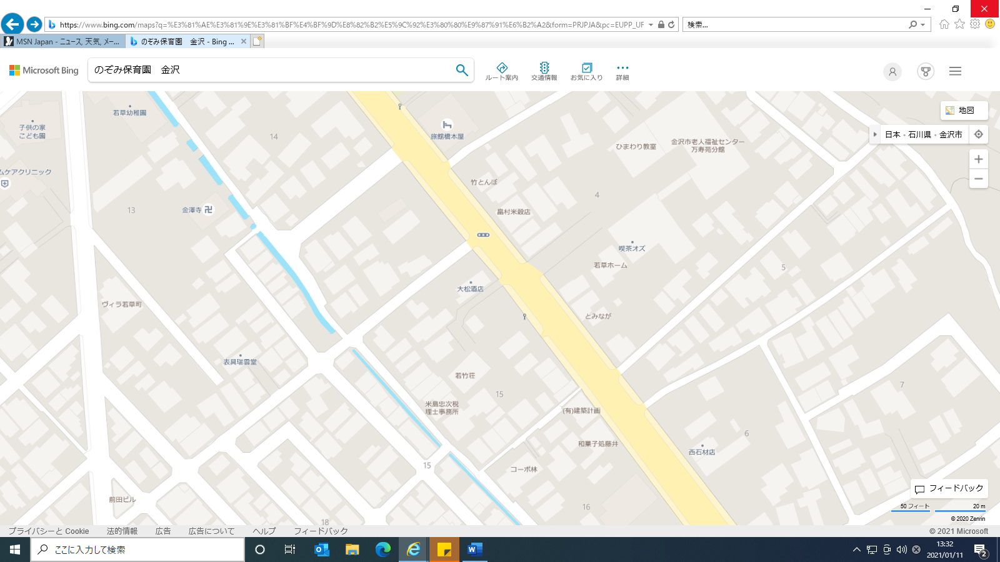 https://www.bing.com/maps?q=%E3%81%AE%E3%81%9E%E3%81%BF%E4%BF%9D%E8%82%B2%E5%9C%92%E3%80%80%E9%87%91%E6%B2%A2&form=PRJPJA&pc=EUPP_UF
検索...
MSN Japan - ニュース, 天気, メー...
のぞみ保育園　金沢 - Bing ...
Microsoft Bing
のぞみ保育園　金沢
ルート案内
交通情報
お気に入り
詳細
地図
日本・石川県・金沢市
若草幼稚園
子供の家
こども園
14
旅館橋本屋
ひまわり教室
金沢市老人福祉センター
万寿苑分館
ムケアクリニック
竹とんぼ
13
金澤寺
4
畠村米穀店
喫茶オズ
若草ホーム
5
大松酒店
ヴィラ若草町
とみなが
表具瑞雲堂
若竹荘
15
7
米島忠次税
理士事務所
(有)建築計画
6
和菓子処藤井
西石材店
15
コーポ林
前田ビル
16
18
フィードバック
50 フィート
20 m
© 2020 Zenrin
プライバシーと Cookie
法的情報
広告
広告について
ヘルプ
フィードバック
© 2021 Microsoft
ここに入力して検索
13:32
2021/01/11
2